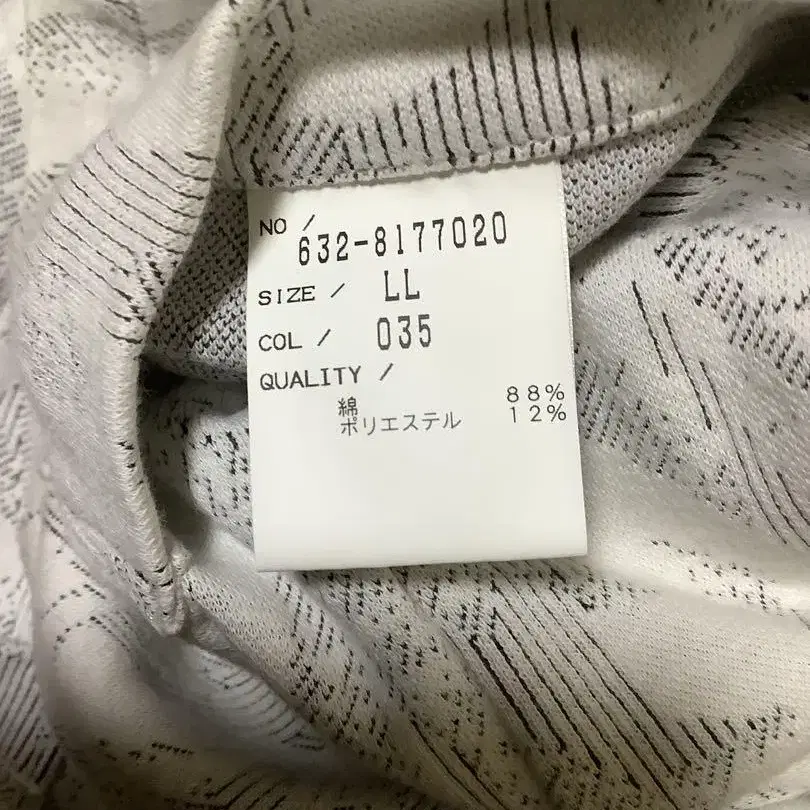 NO / 632-8177020
SIZE / LL
COL / 035
QUALITY /
綿 88%
ポリエステル 12%